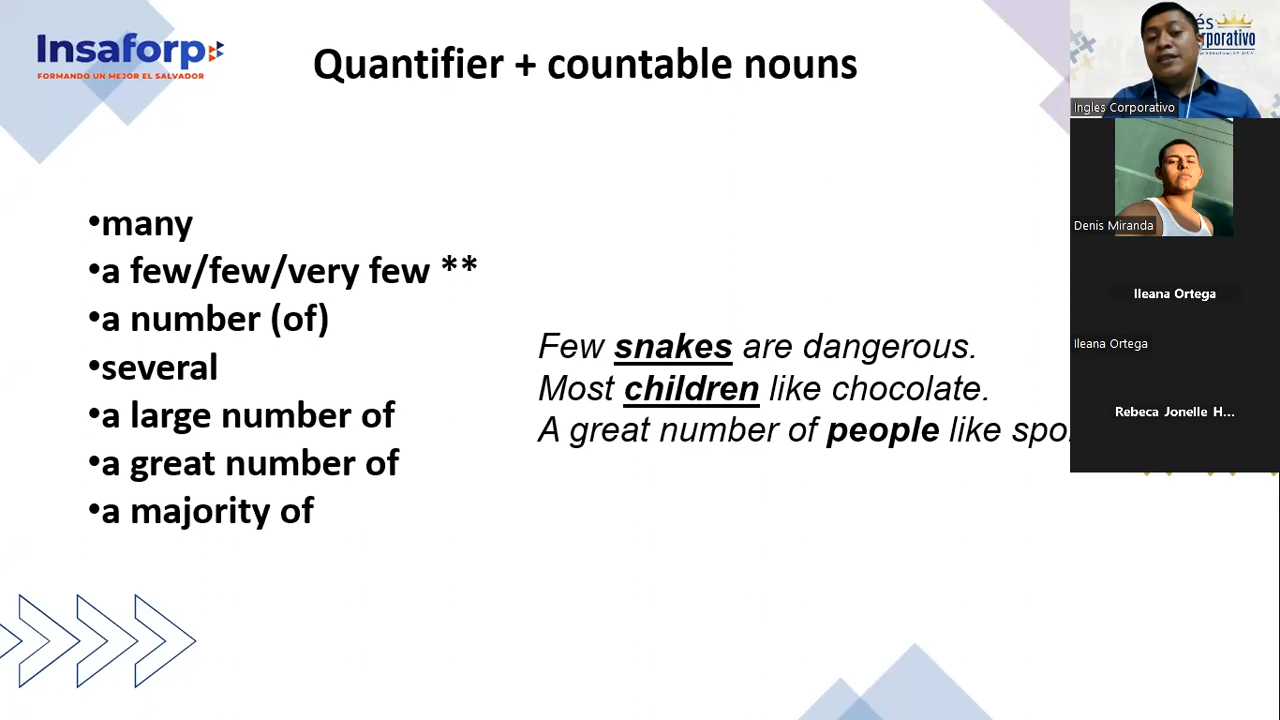 Insaforp
FORMANDO UN MEJOR EL SALVADOR
Quantifier + countable nouns
•many
•a few/few/very few **
•a number (of)
•several
•a large number of
•a great number of
•a majority of
Few snakes are dangerous.
Most children like chocolate.
A great number of people like
Ingles Corporativo
Denis Miranda
Ileana Ortega
Ileana Ortega
Rebeca Jonelle H...